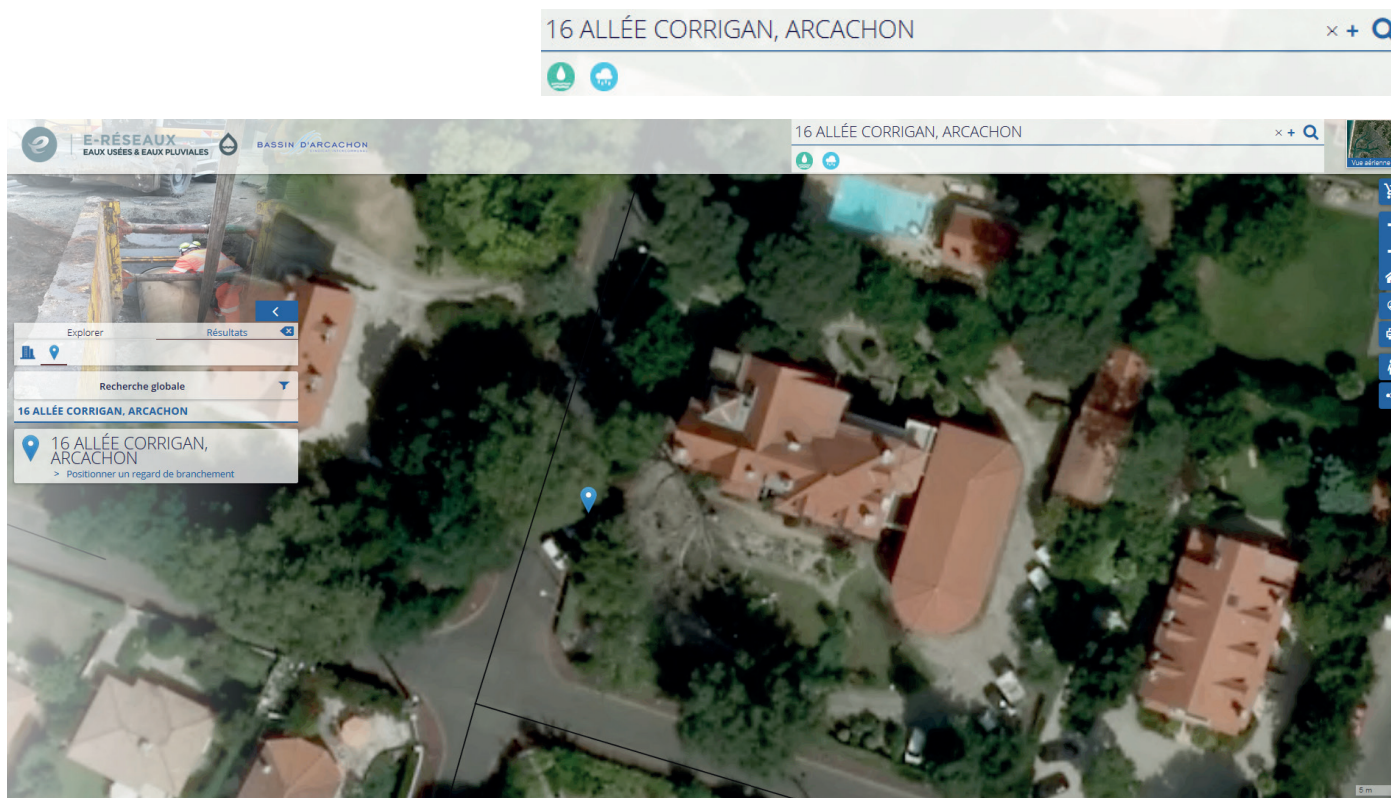 16 ALLÉE CORRIGAN, ARCACHON
E-RÉSEAUX
EAUX USÉES & EAUX PLUVIALES
BASSIN D'ARCACHON
16 ALLÉE CORRIGAN, ARCACHON
Vue aérienne
Explorer Résultats
Recherche globale
16 ALLÉE CORRIGAN, ARCACHON
16 ALLÉE CORRIGAN,
ARCACHON
> Positionner un regard de branchement
5 m